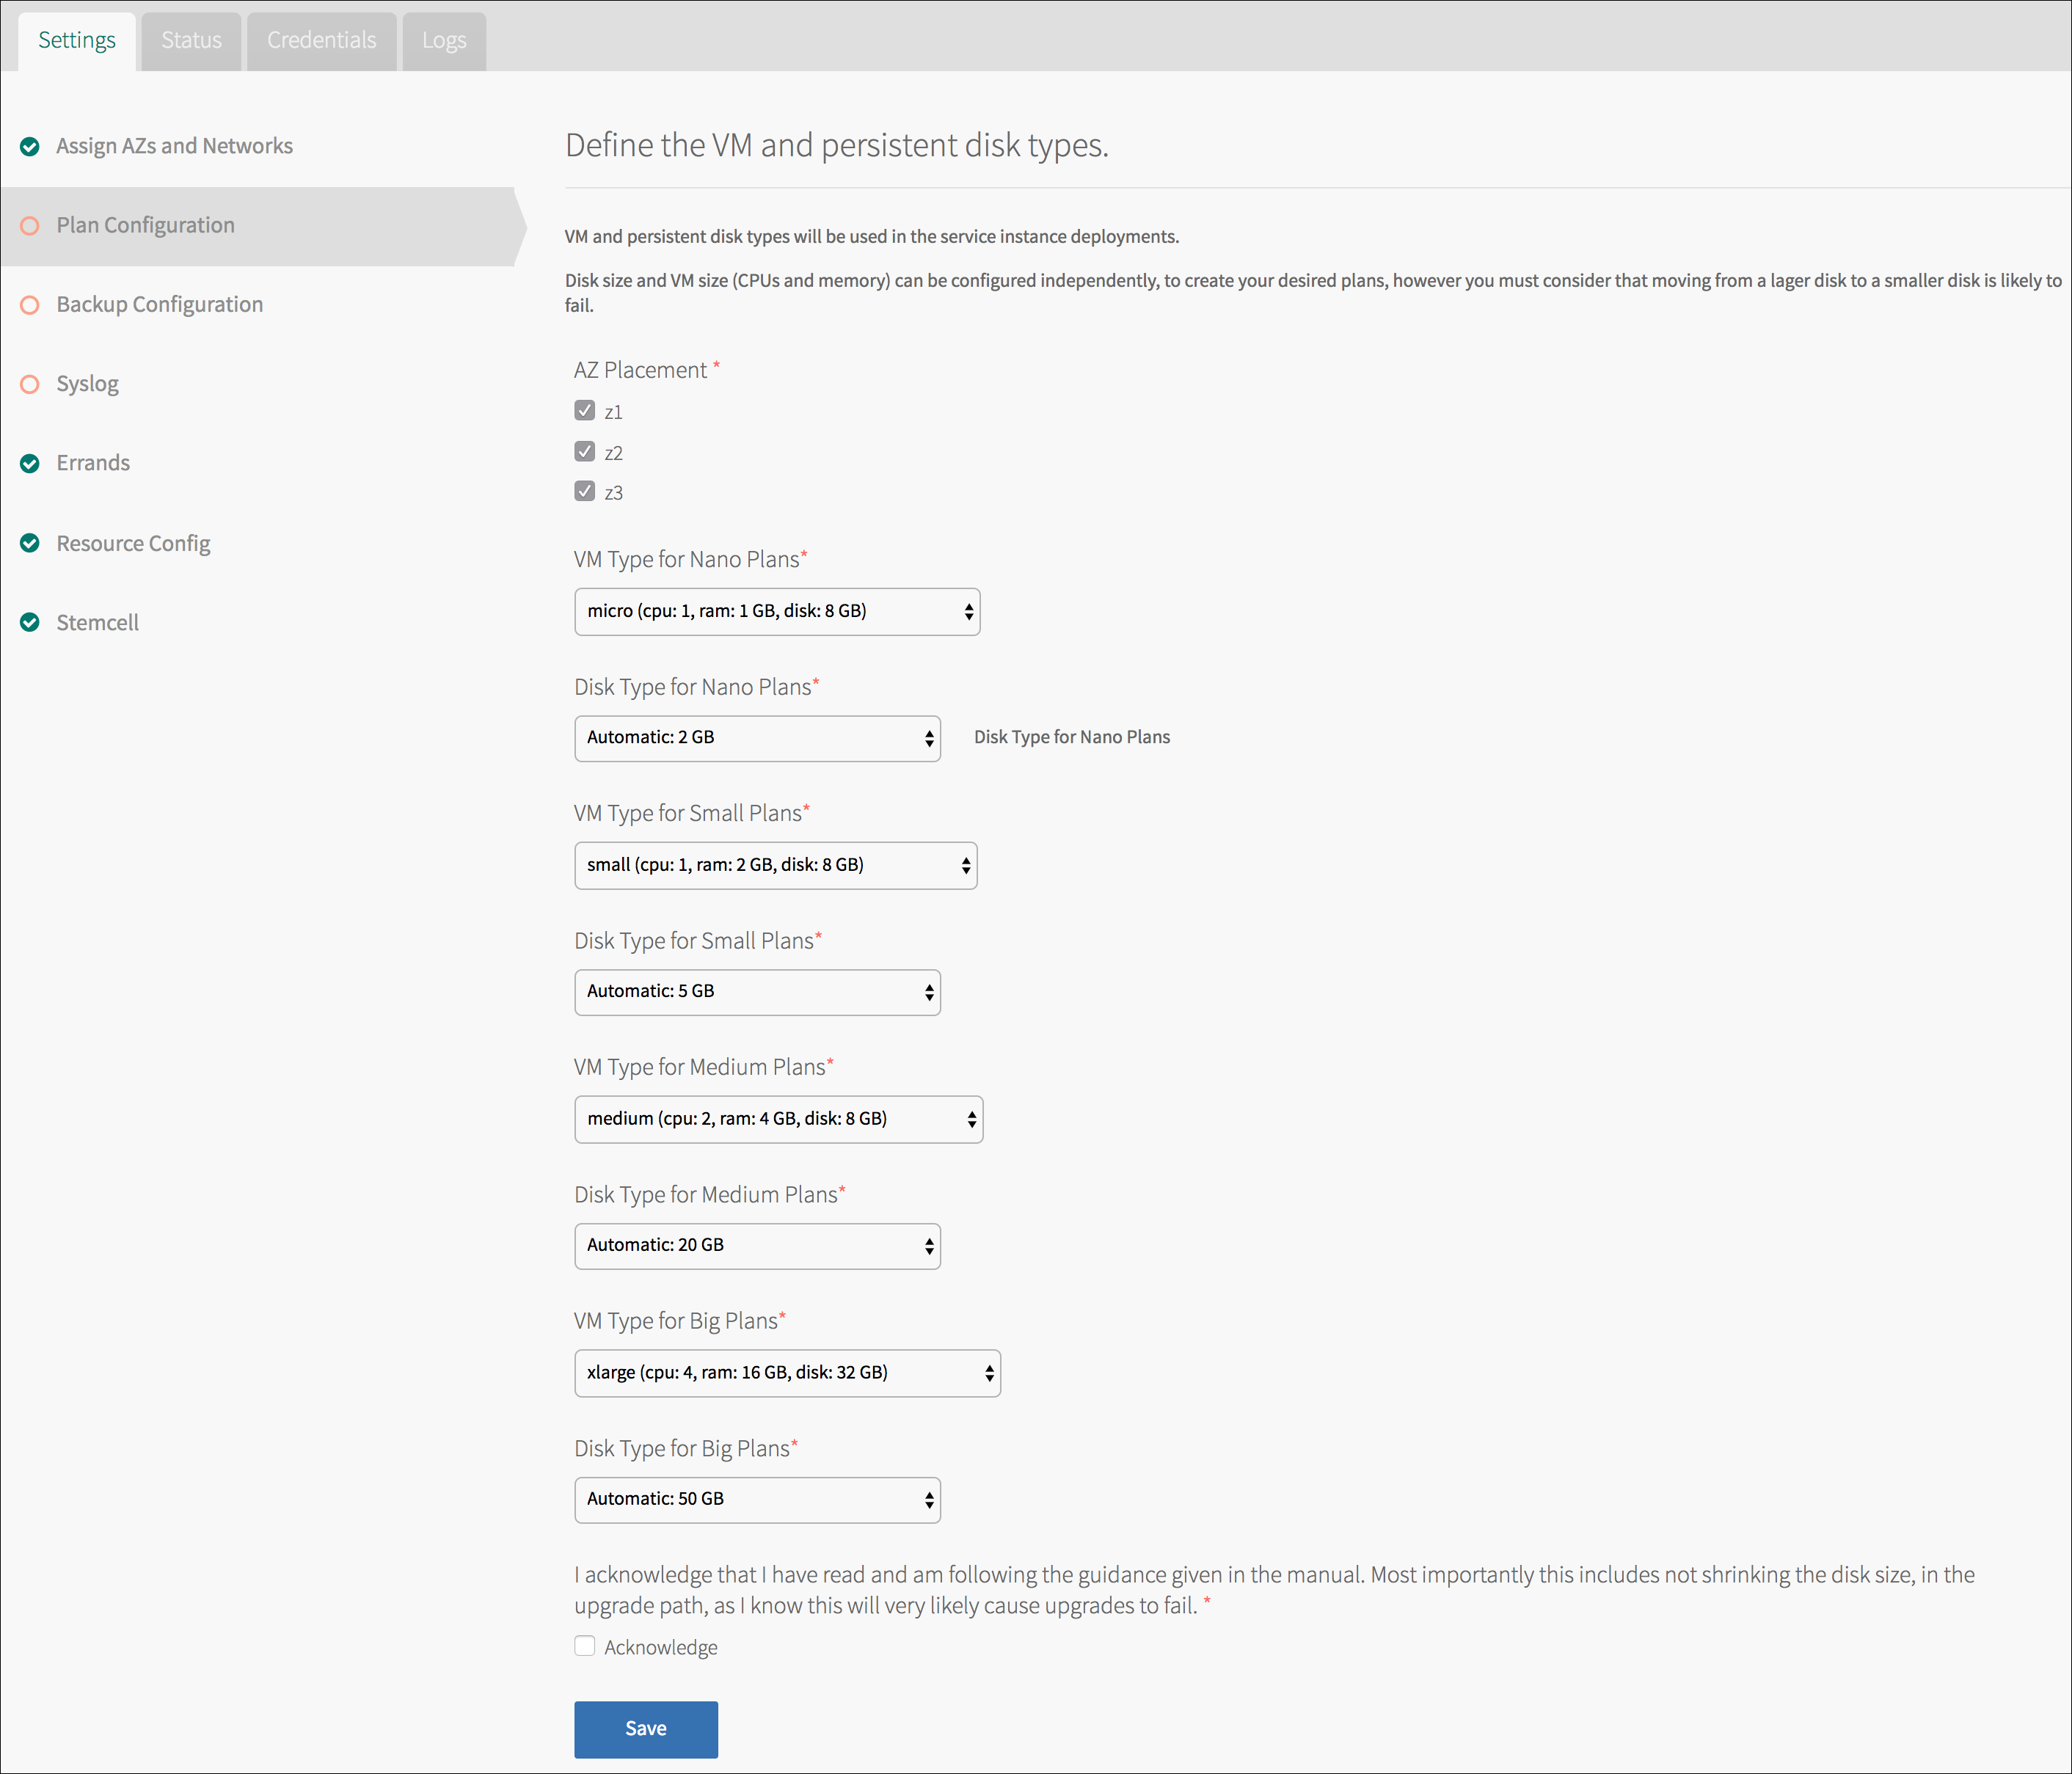 Settings
Status
Credentials
Logs
Assign AZs and Networks
Plan Configuration
Backup Configuration
Syslog
Errands
Resource Config
Stemcell
Define the VM and persistent disk types.
VM and persistent disk types will be used in the service instance deployments.
Disk size and VM size (CPUs and memory) can be configured independently, to create your desired plans, however you must consider that moving from a lager disk to a smaller disk is likely to
fail.
AZ Placement *
z1
z2
z3
VM Type for Nano Plans*
micro (cpu: 1, ram: 1 GB, disk: 8 GB)
Disk Type for Nano Plans*
Automatic: 2 GB
Disk Type for Nano Plans
VM Type for Small Plans*
small (cpu: 1, ram: 2 GB, disk: 8 GB)
Disk Type for Small Plans*
Automatic: 5 GB
VM Type for Medium Plans*
medium (cpu: 2, ram: 4 GB, disk: 8 GB)
Disk Type for Medium Plans*
Automatic: 20 GB
VM Type for Big Plans*
xlarge (cpu: 4, ram: 16 GB, disk: 32 GB)
Disk Type for Big Plans*
Automatic: 50 GB
I acknowledge that I have read and am following the guidance given in the manual. Most importantly this includes not shrinking the disk size, in the
upgrade path, as I know this will very likely cause upgrades to fail. *
Acknowledge
Save